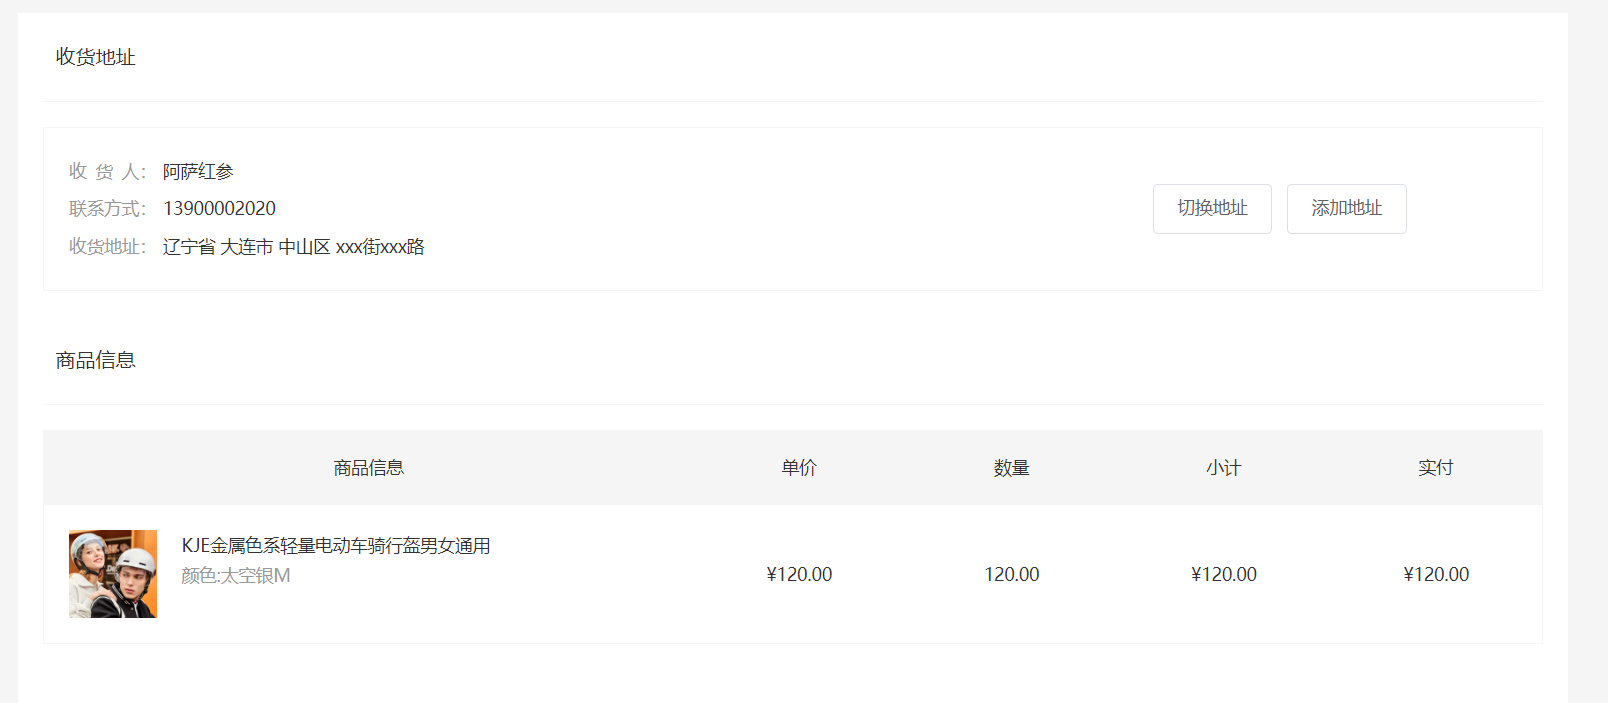 收货地址
收 货 人： 阿萨红参
联系方式： 13900002020
收货地址： 辽宁省 大连市 中山区 xxx街xxx路
切换地址 添加地址
商品信息
商品信息 单价 数量 小计 实付
KJE金属色系轻量电动车骑行盔男女通用
颜色:太空银M
¥120.00 120.00 ¥120.00 ¥120.00